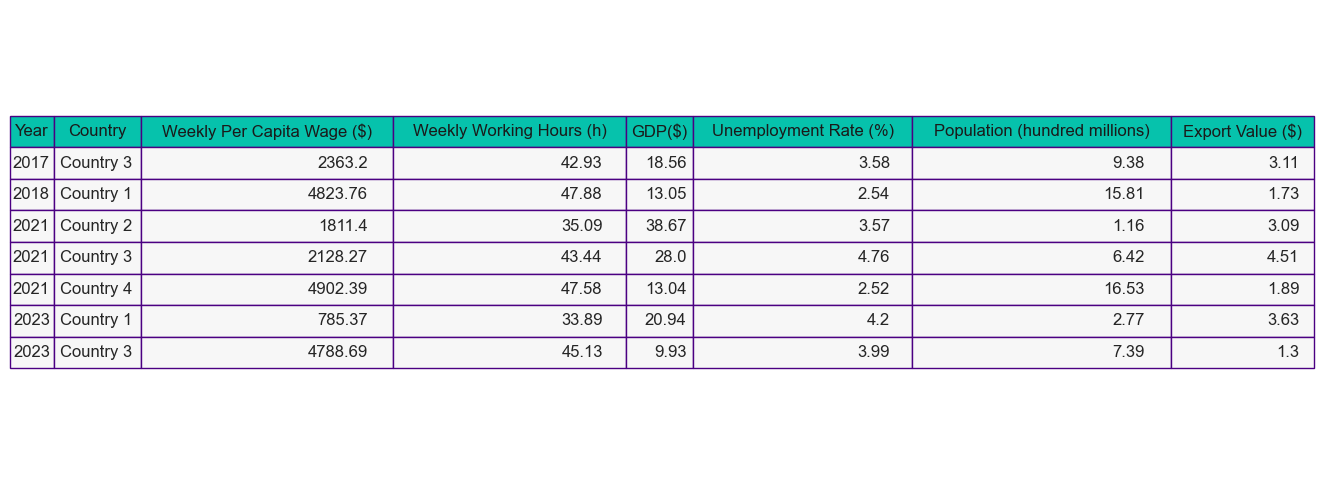 Year Country Weekly Per Capita Wage ($) Weekly Working Hours (h) GDP($) Unemployment Rate (%) Population (hundred millions) Export Value ($)
2017 Country 3 2363.2 42.93 18.56 3.58 9.38 3.11
2018 Country 1 4823.76 47.88 13.05 2.54 15.81 1.73
2021 Country 2 1811.4 35.09 38.67 3.57 1.16 3.09
2021 Country 3 2128.27 43.44 28.0 4.76 6.42 4.51
2021 Country 4 4902.39 47.58 13.04 2.52 16.53 1.89
2023 Country 1 785.37 33.89 20.94 4.2 2.77 3.63
2023 Country 3 4788.69 45.13 9.93 3.99 7.39 1.3